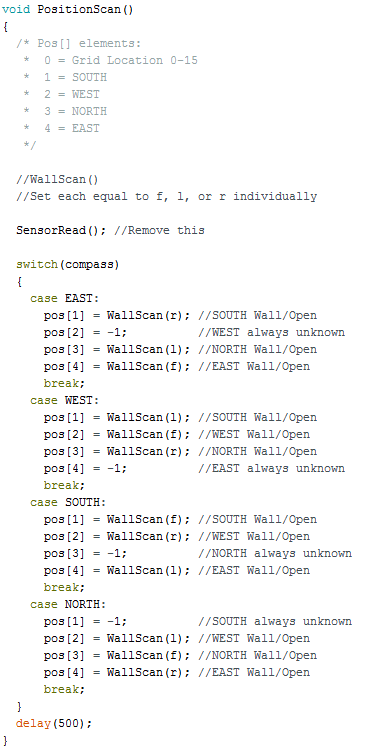 void PositionScan()
{
  /* Pos[] elements:
   *  0 = Grid Location 0-15
   *  1 = SOUTH
   *  2 = WEST
   *  3 = NORTH
   *  4 = EAST
   */

  //WallScan()
  //Set each equal to f, l, or r individually

  SensorRead(); //Remove this

  switch(compass)
  {
    case EAST:
      pos[1] = WallScan(r); //SOUTH Wall/Open
      pos[2] = -1;          //WEST always unknown
      pos[3] = WallScan(l); //NORTH Wall/Open
      pos[4] = WallScan(f); //EAST Wall/Open
      break;
    case WEST:
      pos[1] = WallScan(l); //SOUTH Wall/Open
      pos[2] = WallScan(f); //WEST Wall/Open
      pos[3] = WallScan(r); //NORTH Wall/Open
      pos[4] = -1;          //EAST always unknown
      break;
    case SOUTH:
      pos[1] = WallScan(f); //SOUTH Wall/Open
      pos[2] = WallScan(r); //WEST Wall/Open
      pos[3] = -1;          //NORTH always unknown
      pos[4] = WallScan(l); //EAST Wall/Open
      break;
    case NORTH:
      pos[1] = -1;          //SOUTH always unknown
      pos[2] = WallScan(l); //WEST Wall/Open
      pos[3] = WallScan(f); //NORTH Wall/Open
      pos[4] = WallScan(r); //EAST Wall/Open
      break;
  }
  delay(500);
}